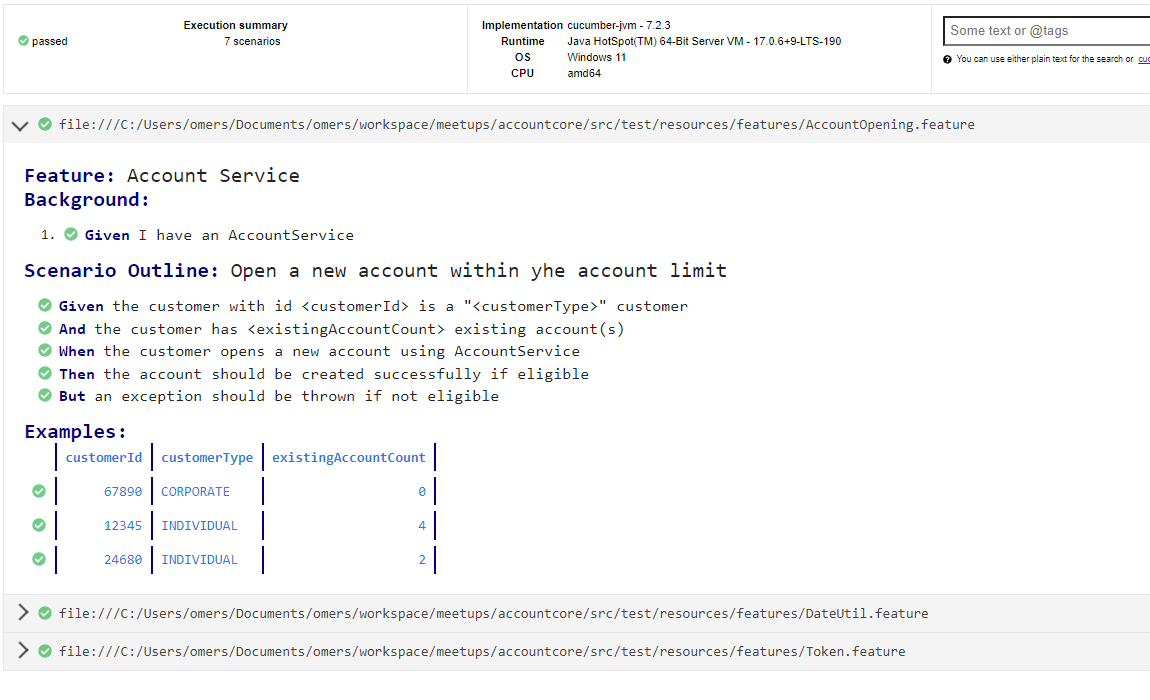 Execution summary
passed
7 scenarios
Implementation cucumber-jvm - 7.2.3
Runtime Java HotSpot(TM) 64-Bit Server VM - 17.0.6+9-LTS-190
OS Windows 11
CPU amd64
Some text or @tags
You can use either plain text for the search or
file:///C:/Users/omers/Documents/omers/workspace/meetups/accountcore/src/test/resources/features/AccountOpening.feature
Feature: Account Service
Background:
1. Given I have an AccountService
Scenario Outline: Open a new account within yhe account limit
Given the customer with id <customerId> is a "<customerType>" customer
And the customer has <existingAccountCount> existing account(s)
When the customer opens a new account using AccountService
Then the account should be created successfully if eligible
But an exception should be thrown if not eligible
Examples:
customerId customerType existingAccountCount
67890 CORPORATE 0
12345 INDIVIDUAL 4
24680 INDIVIDUAL 2
file:///C:/Users/omers/Documents/omers/workspace/meetups/accountcore/src/test/resources/features/DateUtil.feature
file:///C:/Users/omers/Documents/omers/workspace/meetups/accountcore/src/test/resources/features/Token.feature